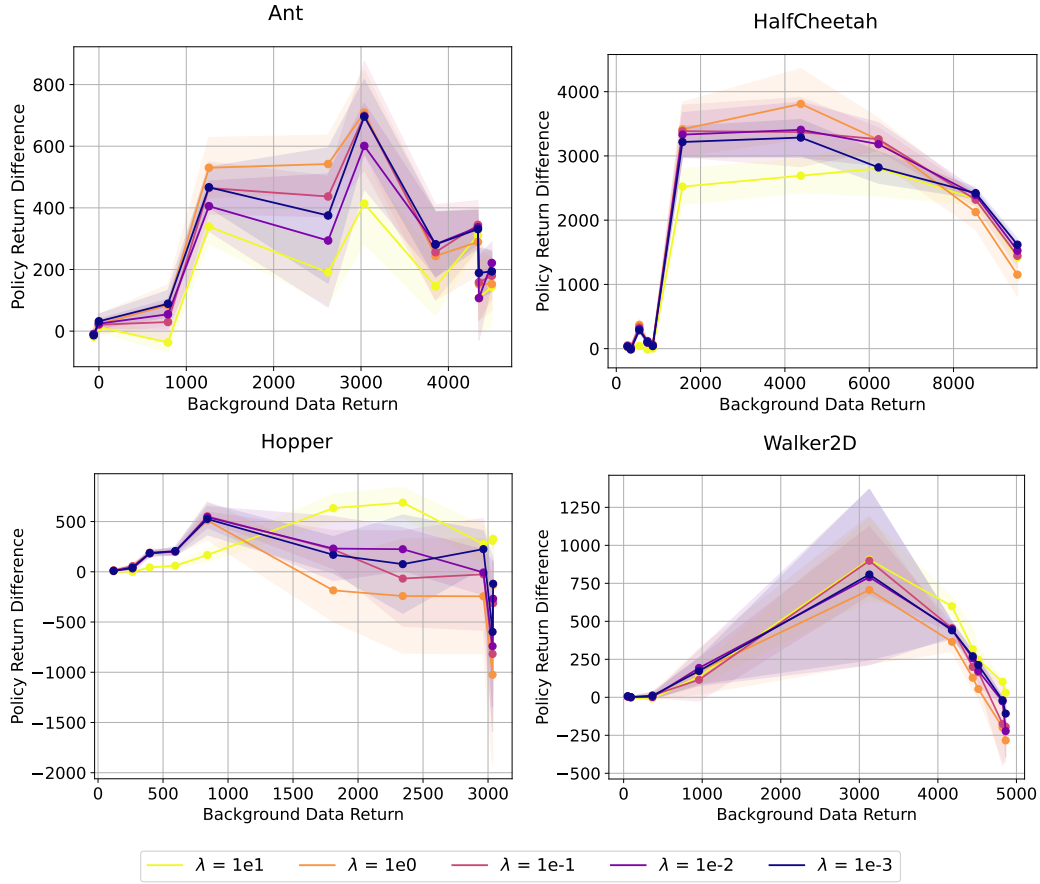 Ant
HalfCheetah
Policy Return Difference
800
600
400
200
0
0 1000 2000 3000 4000
Background Data Return
Policy Return Difference
4000
3000
2000
1000
0
0 2000 4000 6000 8000
Background Data Return
Hopper
Walker2D
Policy Return Difference
500
0
−500
−1000
−1500
−2000
0 500 1000 1500 2000 2500 3000
Background Data Return
Policy Return Difference
1250
1000
750
500
250
0
−250
−500
0 1000 2000 3000 4000 5000
Background Data Return
λ = 1e1 λ = 1e0 λ = 1e-1 λ = 1e-2 λ = 1e-3